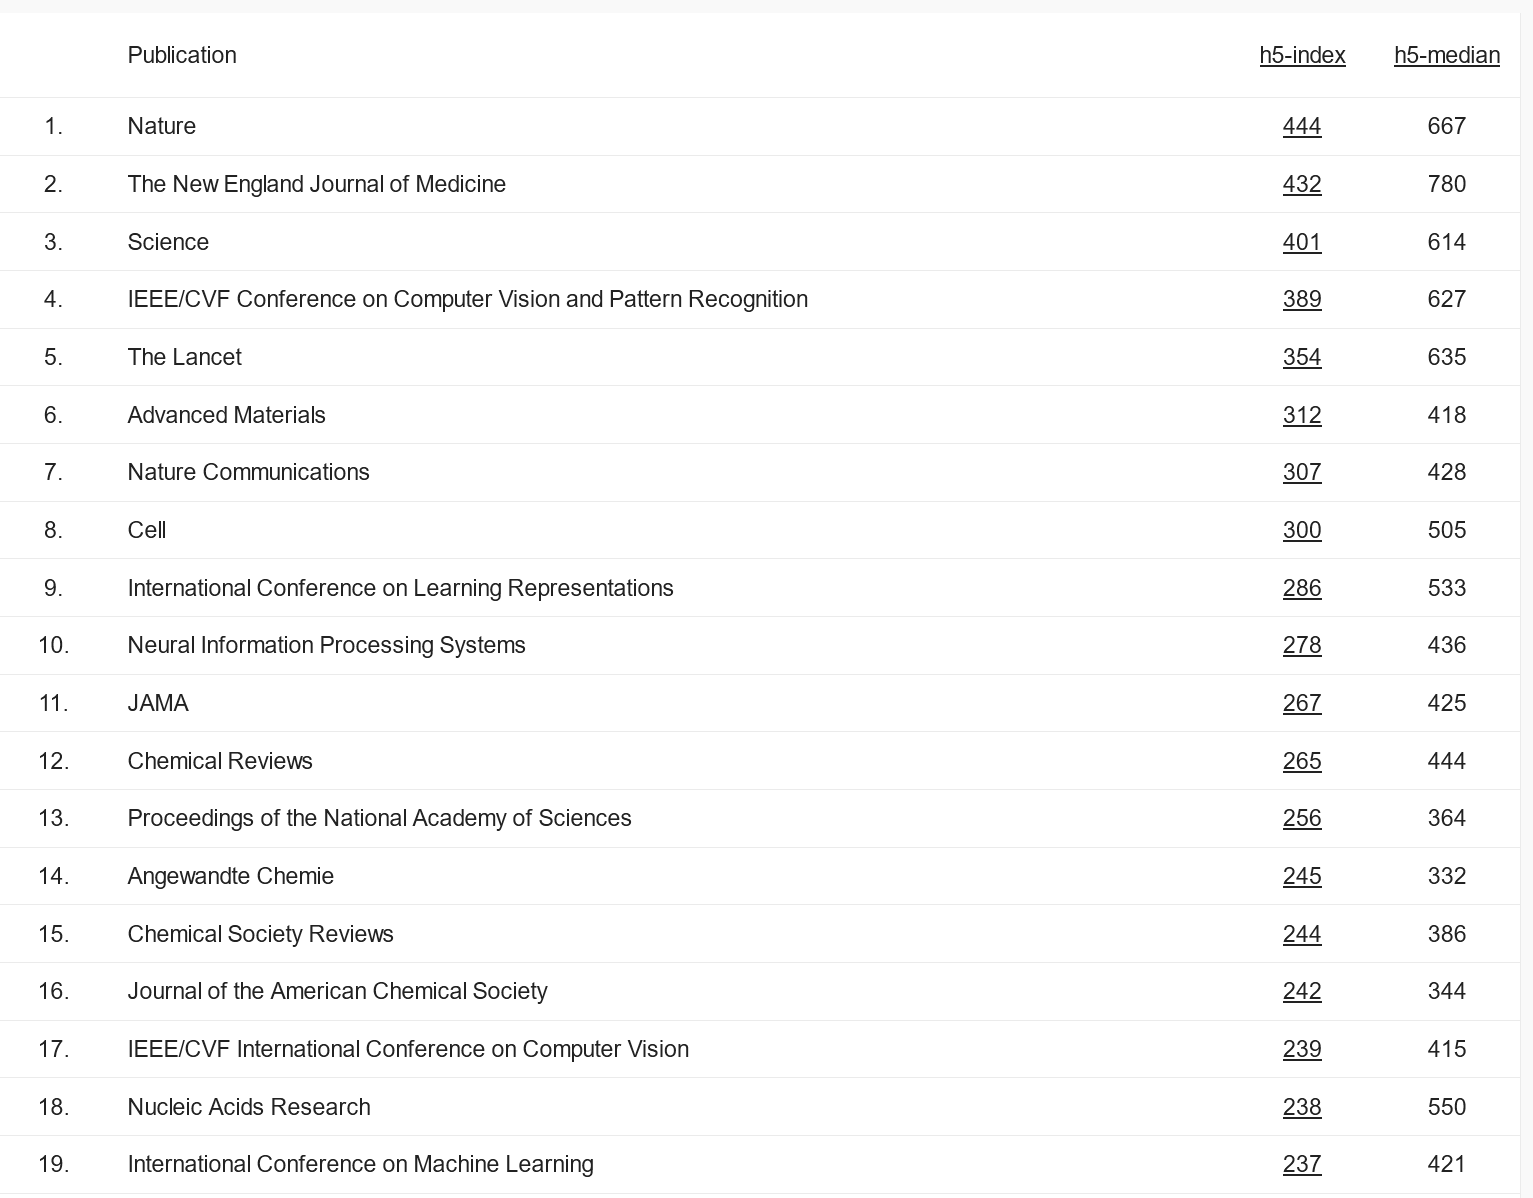 Publication h5-index h5-median
1. Nature 444 667
2. The New England Journal of Medicine 432 780
3. Science 401 614
4. IEEE/CVF Conference on Computer Vision and Pattern Recognition 389 627
5. The Lancet 354 635
6. Advanced Materials 312 418
7. Nature Communications 307 428
8. Cell 300 505
9. International Conference on Learning Representations 286 533
10. Neural Information Processing Systems 278 436
11. JAMA 267 425
12. Chemical Reviews 265 444
13. Proceedings of the National Academy of Sciences 256 364
14. Angewandte Chemie 245 332
15. Chemical Society Reviews 244 386
16. Journal of the American Chemical Society 242 344
17. IEEE/CVF International Conference on Computer Vision 239 415
18. Nucleic Acids Research 238 550
19. International Conference on Machine Learning 237 421